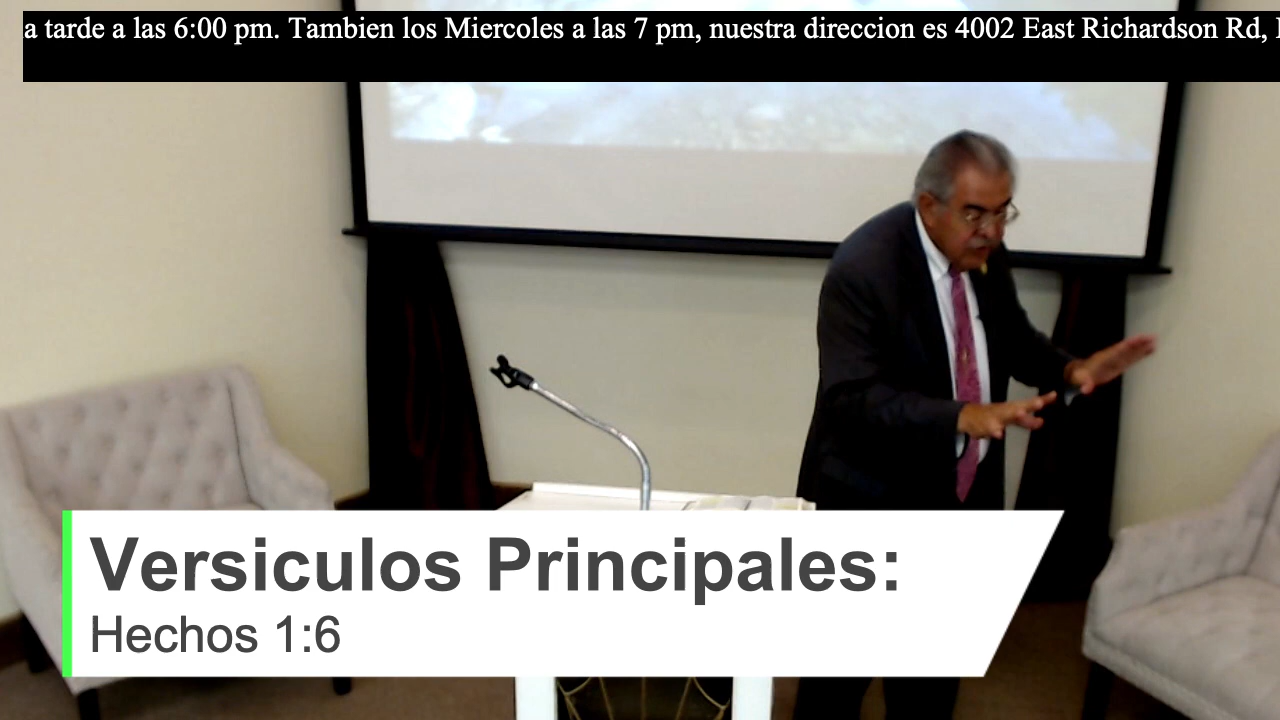 a tarde a las 6:00 pm. Tambien los Miercoles a las 7 pm, nuestra direccion es 4002 East Richardson Rd,
Versiculos Principales:
Hechos 1:6